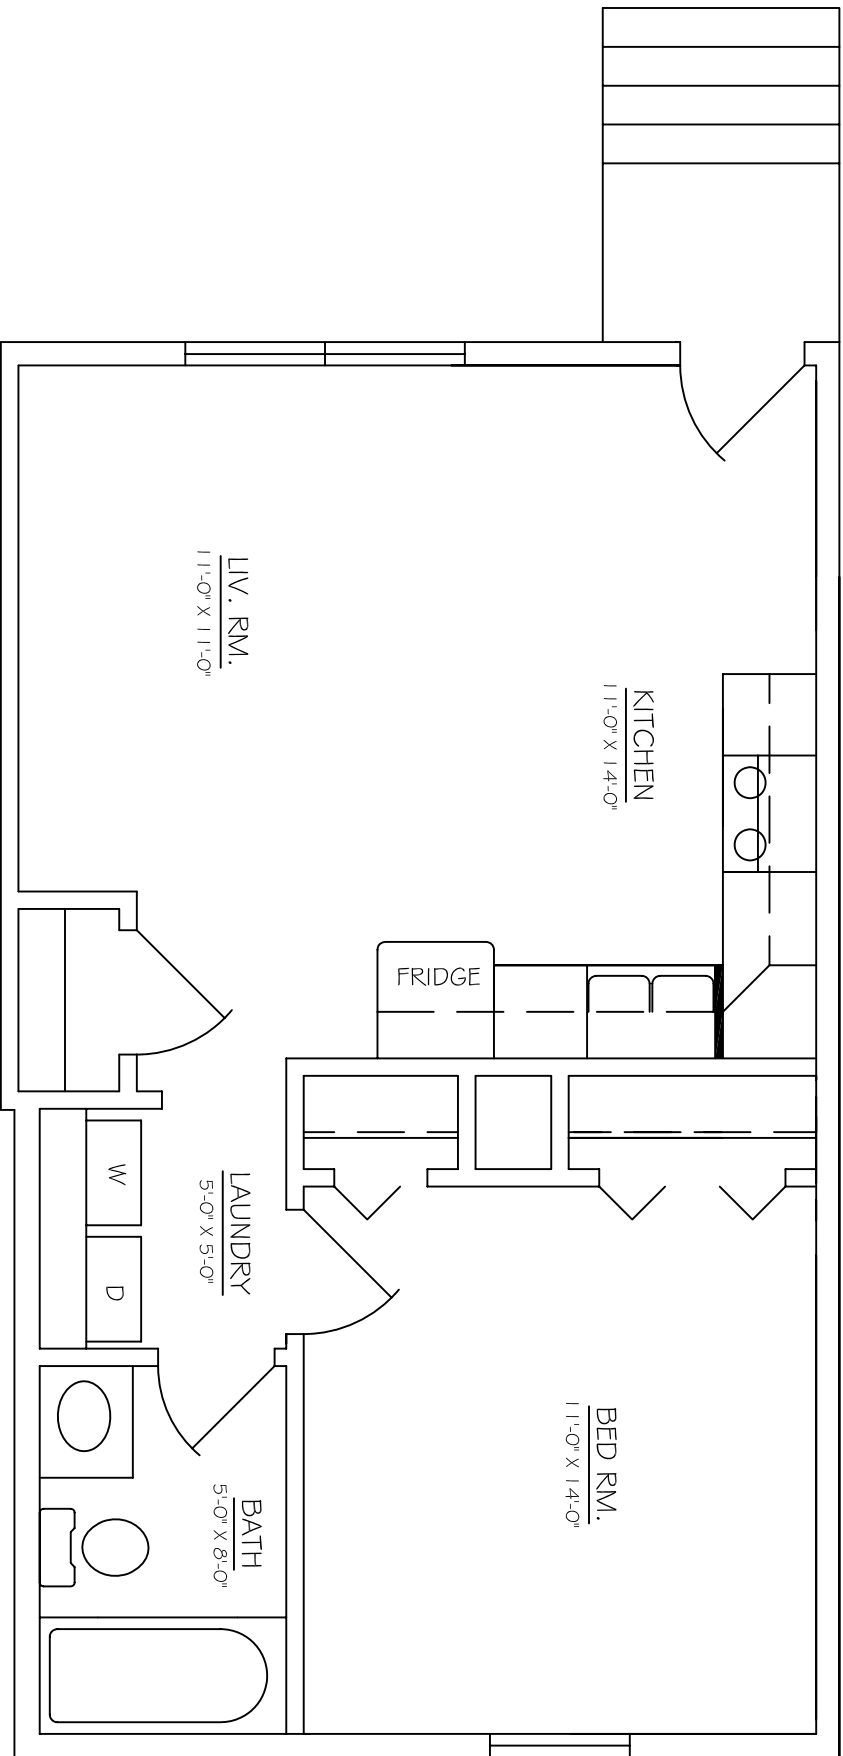 LIV. RM.
11'-0" X 11'-0"
KITCHEN
11'-0" X 14'-0"
FRIDGE
W
D
LAUNDRY
5'-0" X 5'-0"
BED RM.
11'-0" X 14'-0"
BATH
5'-0" X 8'-0"